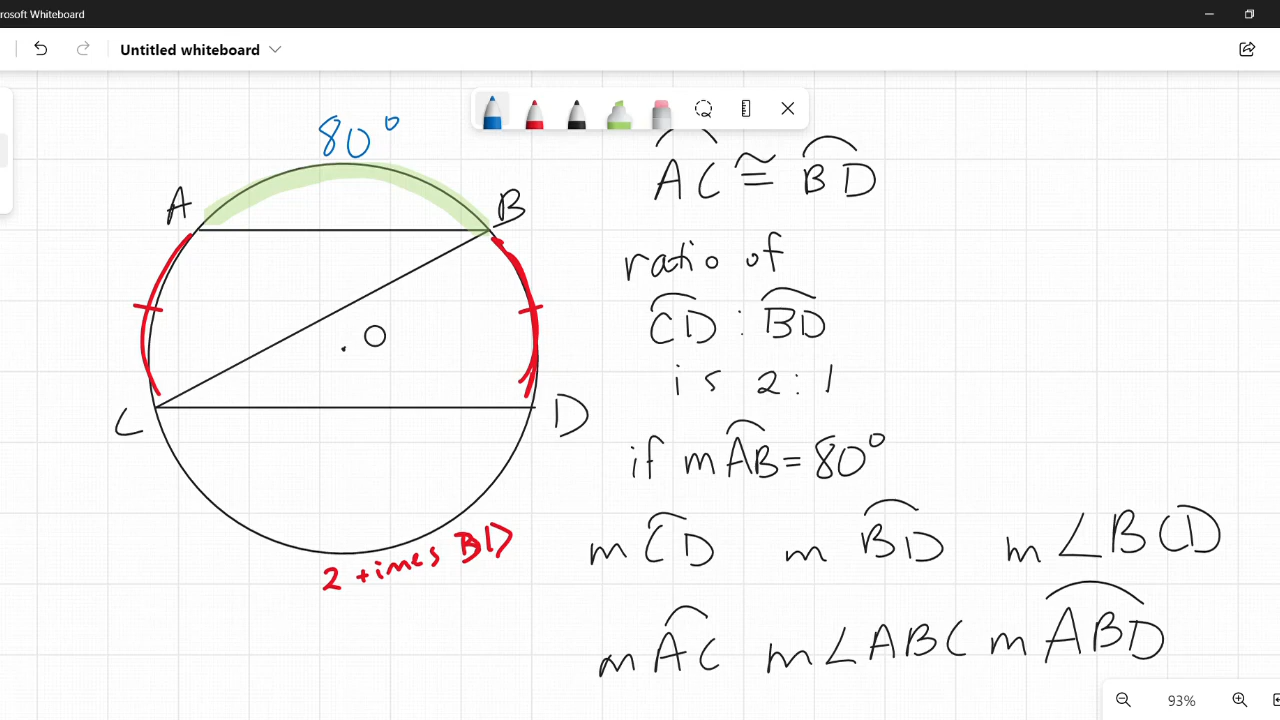 rosoft Whiteboard
Untitled whiteboard
80°
A
B
O
C
D
2 times BD
AC ≅ BD
ratio of
CD : BD
is 2 : 1
if mAB = 80°
mCD mBD m∠BCD
mAC m∠ABC mABD
93%